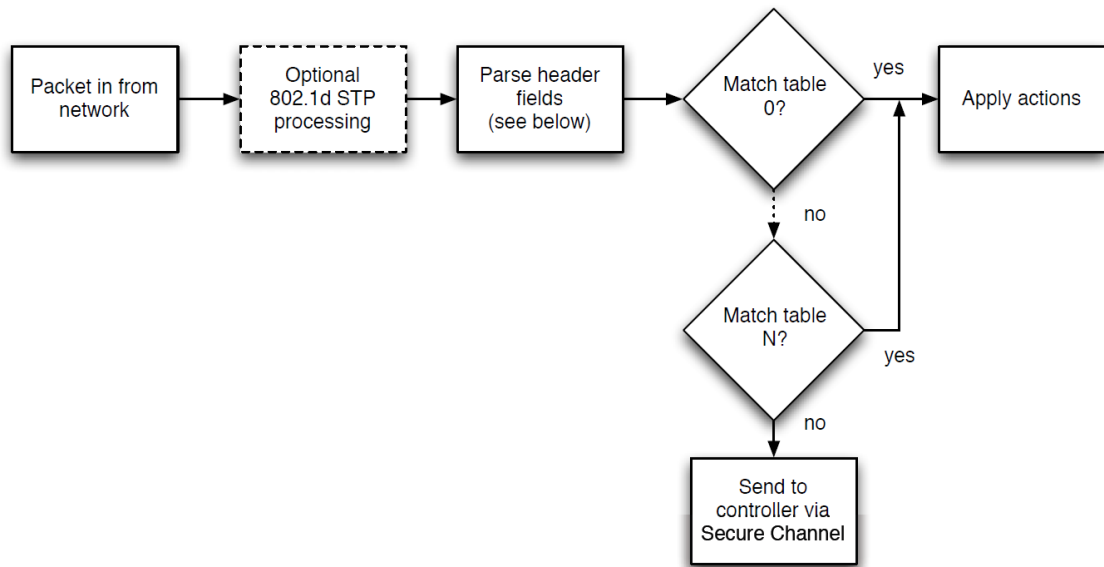 Packet in from
network
Optional
802.1d STP
processing
Parse header
fields
(see below)
Match table
0?
yes
Apply actions
no
Match table
N?
yes
no
Send to
controller via
Secure Channel